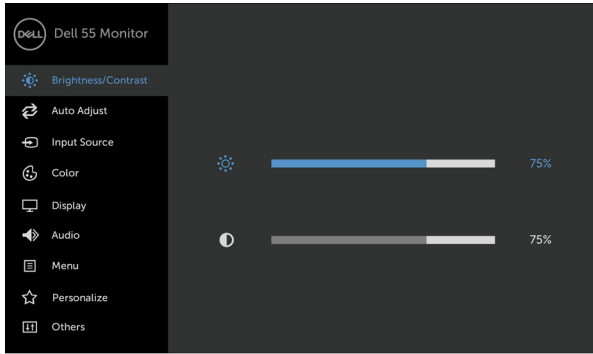 DELL Dell 55 Monitor
Brightness/Contrast
Auto Adjust
Input Source
75%
Color
Display
Audio
75%
Menu
Personalize
Others